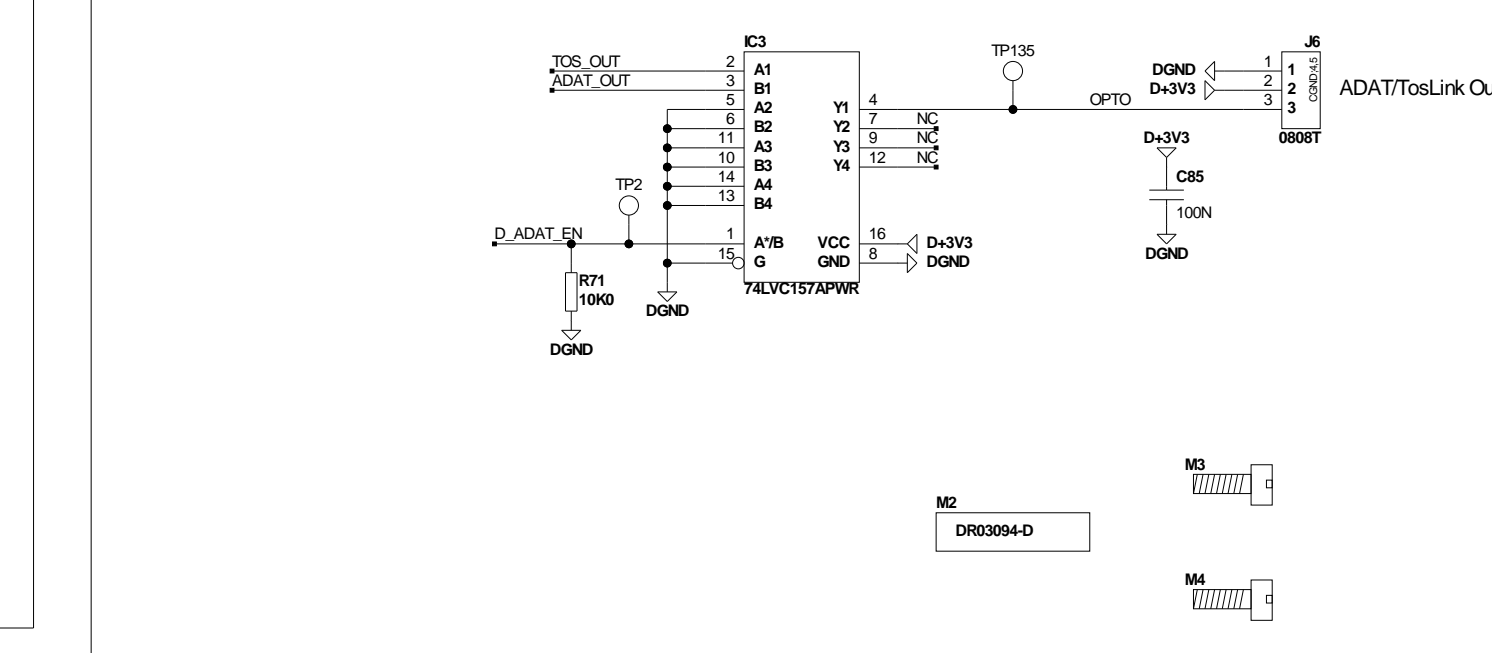 IC3
TOS_OUT 2 A1
ADAT_OUT 3 B1
5 A2 Y1 4
6 B2 Y2 7 NC
11 A3 Y3 9 NC
10 B3 Y4 12 NC
14 A4
13 B4
TP2
D_ADAT_EN 1 A*/B VCC 16 D+3V3
15 G GND 8 DGND
74LVC157APWR
R71
10K0
DGND
DGND
TP135
OPTO
J6
DGND 1 1
D+3V3 2 2
3 3
CGND:4,5
0808T
ADAT/TosLink Ou
D+3V3
C85
100N
DGND
M3
M2
DR03094-D
M4